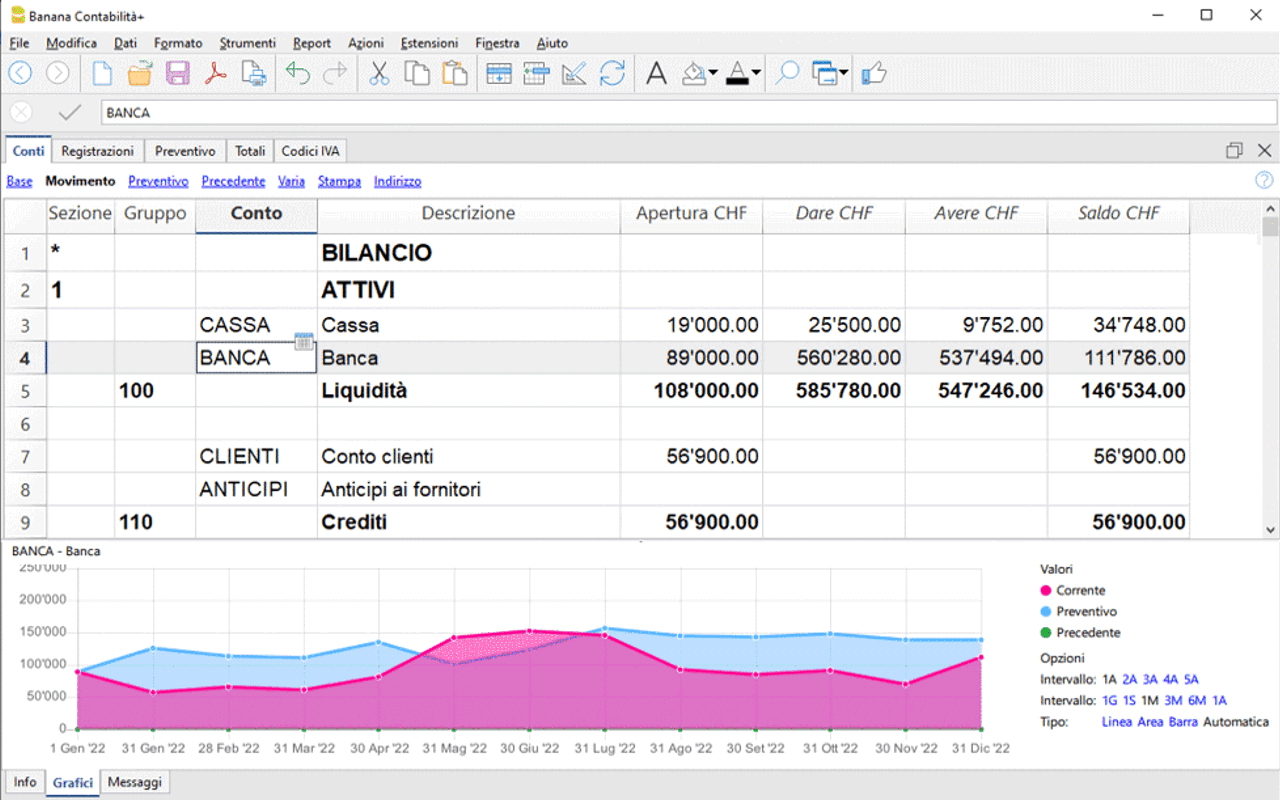 Banana Contabilità+
File Modifica Dati Formato Strumenti Report Azioni Estensioni Finestra Aiuto
BANCA
Conti Registrazioni Preventivo Totali Codici IVA
Base Movimento Preventivo Precedente Varia Stampa Indirizzo
Sezione Gruppo Conto Descrizione Apertura CHF Dare CHF Avere CHF Saldo CHF
1 * BILANCIO
2 1 ATTIVI
3 CASSA Cassa 19'000.00 25'500.00 9'752.00 34'748.00
4 BANCA Banca 89'000.00 560'280.00 537'494.00 111'786.00
5 100 Liquidità 108'000.00 585'780.00 547'246.00 146'534.00
6
7 CLIENTI Conto clienti 56'900.00 56'900.00
8 ANTICIPI Anticipi ai fornitori
9 110 Crediti 56'900.00 56'900.00
BANCA - Banca
250'000
200'000
150'000
100'000
50'000
0
1 Gen '22 31 Gen '22 28 Feb '22 31 Mar '22 30 Apr '22 31 Mag '22 30 Giu '22 31 Lug '22 31 Ago '22 30 Set '22 31 Ott '22 30 Nov '22 31 Dic '22
Valori
Corrente
Preventivo
Precedente
Opzioni
Intervallo: 1A 2A 3A 4A 5A
Intervallo: 1G 1S 1M 3M 6M 1A
Tipo: Linea Area Barra Automatica
Info Grafici Messaggi